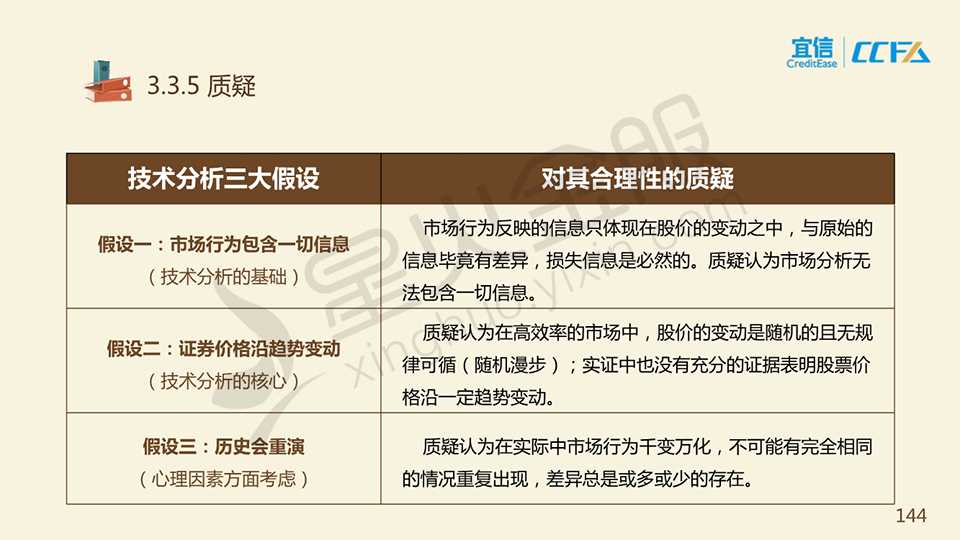 宜信
CreditEase
CCFA
3.3.5 质疑
技术分析三大假设
对其合理性的质疑
假设一：市场行为包含一切信息
（技术分析的基础）
市场行为反映的信息只体现在股价的变动之中，与原始的
信息毕竟有差异，损失信息是必然的。质疑认为市场分析无
法包含一切信息。
假设二：证券价格沿趋势变动
（技术分析的核心）
质疑认为在高效率的市场中，股价的变动是随机的且无规
律可循（随机漫步）；实证中也没有充分的证据表明股票价
格沿一定趋势变动。
假设三：历史会重演
（心理因素方面考虑）
质疑认为在实际中市场行为千变万化，不可能有完全相同
的情况重复出现，差异总是或多或少的存在。
星火金服
xinghuo.yixin.com
144